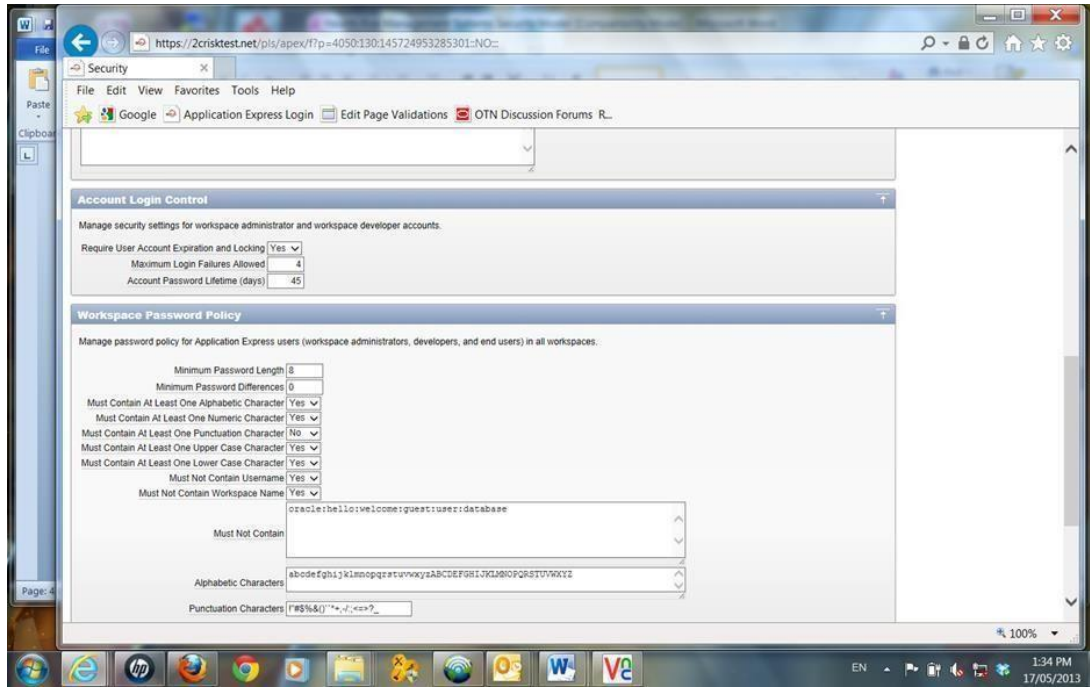 https://2crisktest.net/pls/apex/f?p=4050:130:145724953285301::NO:::
File
Security
File Edit View Favorites Tools Help
Paste
Google Application Express Login Edit Page Validations OTN Discussion Forums R...
Clipboar
Account Login Control
Manage security settings for workspace administrator and workspace developer accounts.
Require User Account Expiration and Locking Yes
Maximum Login Failures Allowed 4
Account Password Lifetime (days) 45
Workspace Password Policy
Manage password policy for Application Express users (workspace administrators, developers, and end users) in all workspaces.
Minimum Password Length 8
Minimum Password Differences 0
Must Contain At Least One Alphabetic Character Yes
Must Contain At Least One Numeric Character Yes
Must Contain At Least One Punctuation Character No
Must Contain At Least One Upper Case Character Yes
Must Contain At Least One Lower Case Character Yes
Must Not Contain Username Yes
Must Not Contain Workspace Name Yes
oracle:hello:welcome:guest:user:database
Must Not Contain
abcdefghijklmnopqrstuvwxyzABCDEFGHIJKLMNOPQRSTUVWXYZ
Alphabetic Characters
Page: 4
Punctuation Characters
100%
EN
1:34 PM
17/05/2013